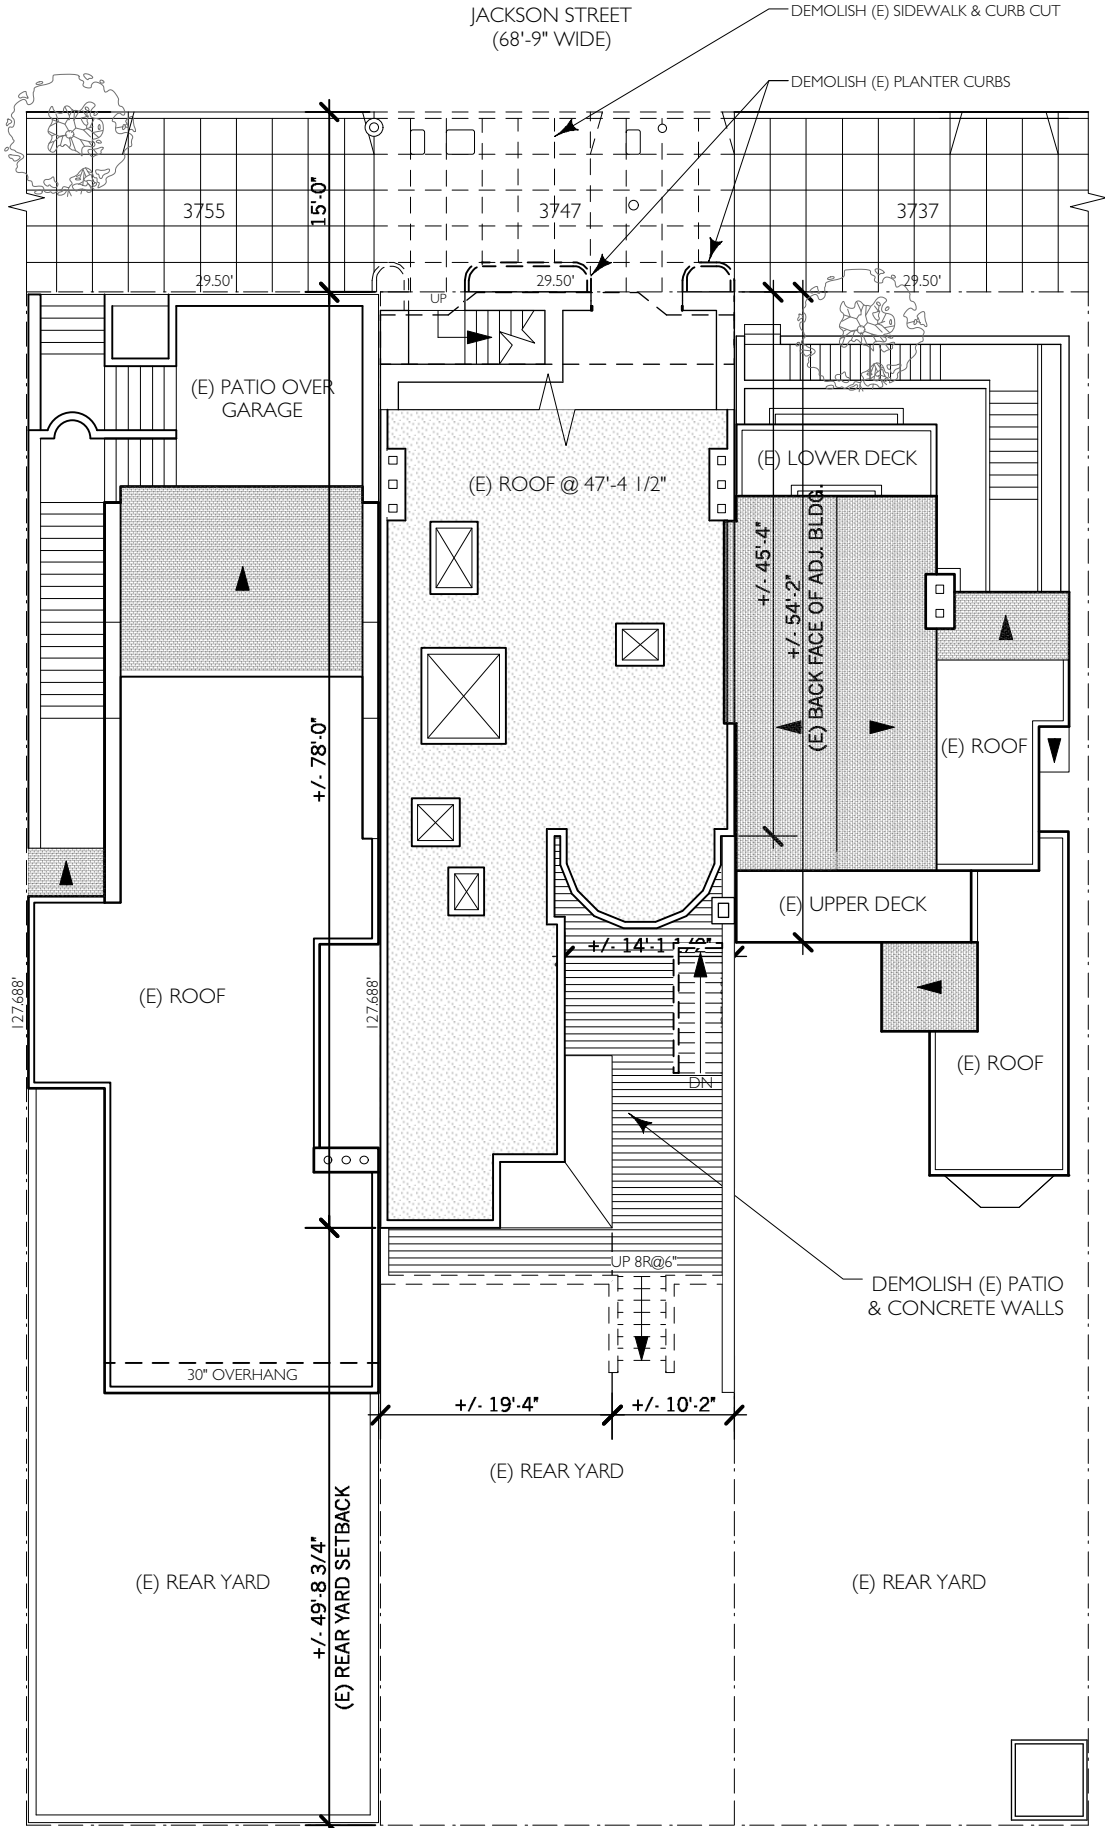 JACKSON STREET
(68'-9" WIDE)
DEMOLISH (E) SIDEWALK & CURB CUT
DEMOLISH (E) PLANTER CURBS
15'-0"
3755
3747
3737
29.50'
29.50'
29.50'
UP
(E) PATIO OVER
GARAGE
(E) ROOF @ 47'-4 1/2"
(E) LOWER DECK
+/- 45'-4"
+/- 54'-2"
(E) BACK FACE OF ADJ. BLDG.
+/- 78'-0"
(E) ROOF
(E) UPPER DECK
+/- 14'-1 1/2"
127.688'
(E) ROOF
127.688'
(E) ROOF
DN
UP 8R@6"
DEMOLISH (E) PATIO
& CONCRETE WALLS
30" OVERHANG
+/- 19'-4"
+/- 10'-2"
(E) REAR YARD
+/- 49'-8 3/4"
(E) REAR YARD SETBACK
(E) REAR YARD
(E) REAR YARD